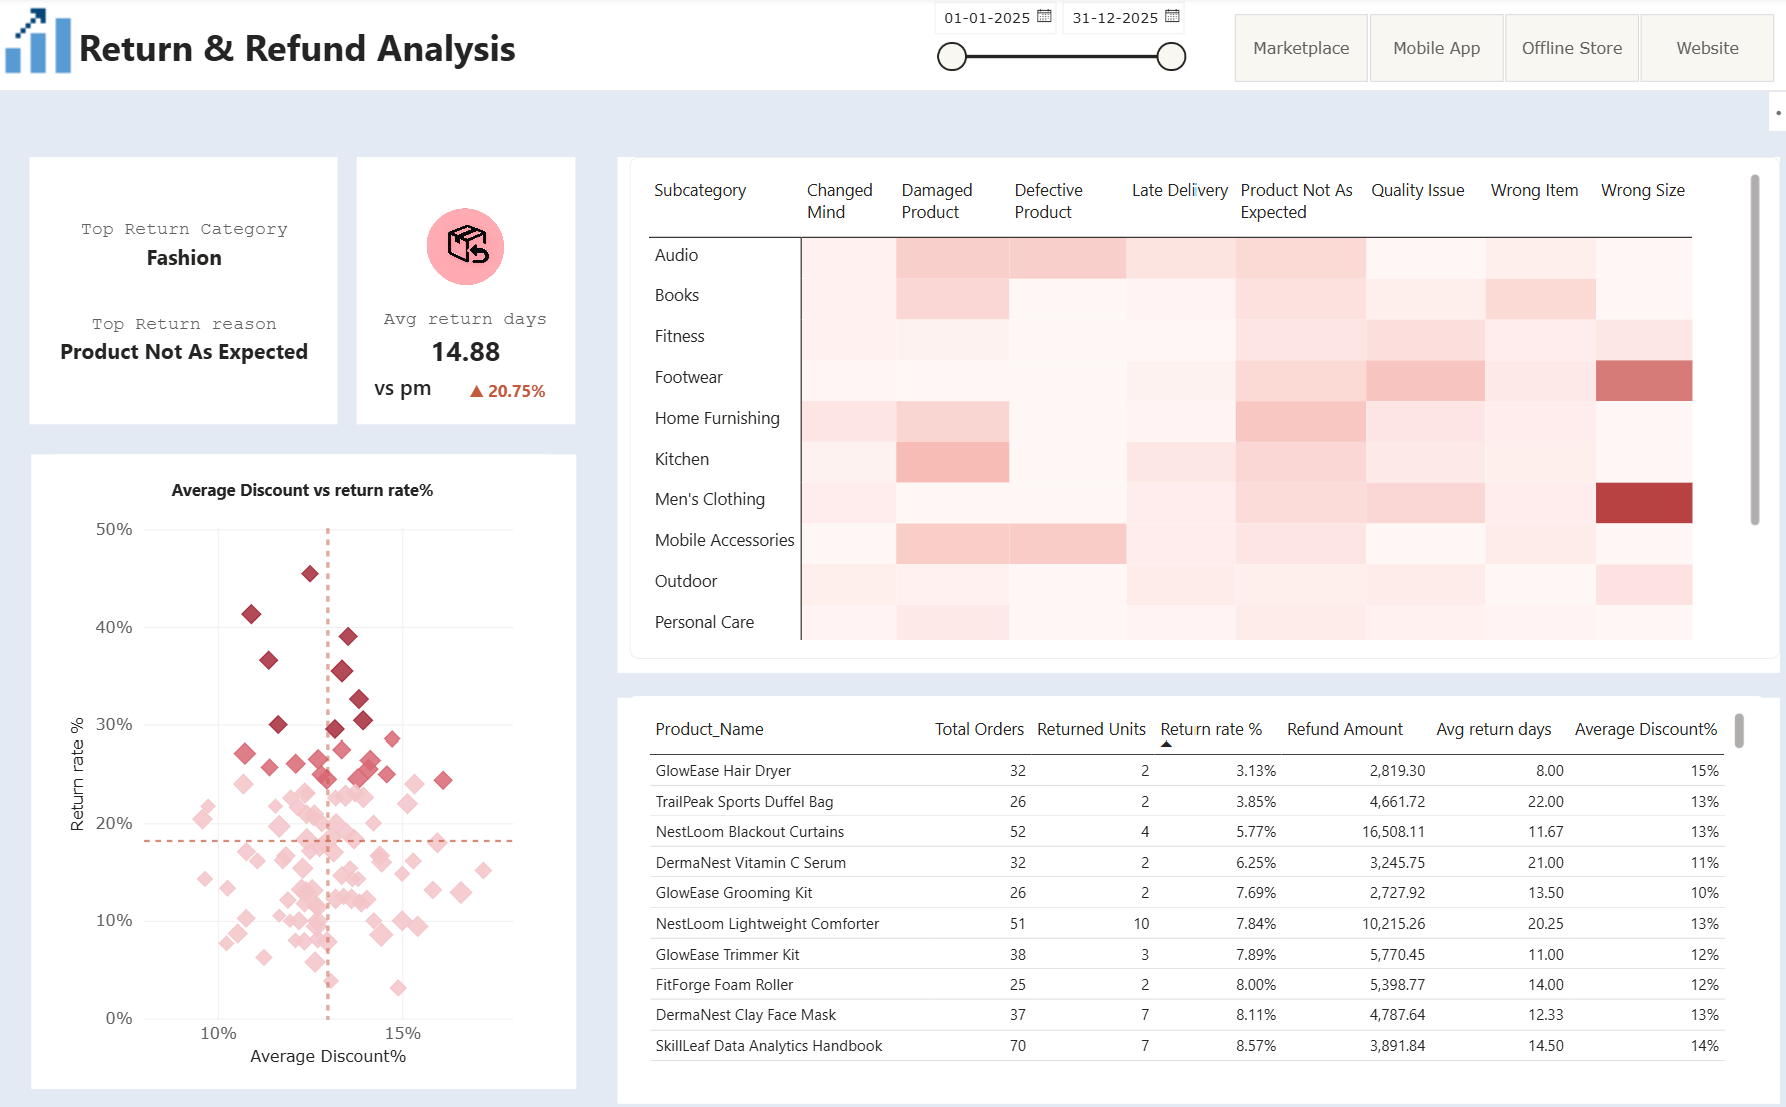 Return & Refund Analysis
01-01-2025 31-12-2025
Marketplace Mobile App Offline Store Website
Top Return Category
Fashion
Top Return reason
Product Not As Expected
Avg return days
14.88
vs pm ▲ 20.75%
Average Discount vs return rate%
Return rate %
50%
40%
30%
20%
10%
0%
10% 15%
Average Discount%
Subcategory Changed Mind Damaged Product Defective Product Late Delivery Product Not As Expected Quality Issue Wrong Item Wrong Size
Audio
Books
Fitness
Footwear
Home Furnishing
Kitchen
Men's Clothing
Mobile Accessories
Outdoor
Personal Care
Product_Name Total Orders Returned Units Return rate % Refund Amount Avg return days Average Discount%
GlowEase Hair Dryer 32 2 3.13% 2,819.30 8.00 15%
TrailPeak Sports Duffel Bag 26 2 3.85% 4,661.72 22.00 13%
NestLoom Blackout Curtains 52 4 5.77% 16,508.11 11.67 13%
DermaNest Vitamin C Serum 32 2 6.25% 3,245.75 21.00 11%
GlowEase Grooming Kit 26 2 7.69% 2,727.92 13.50 10%
NestLoom Lightweight Comforter 51 10 7.84% 10,215.26 20.25 13%
GlowEase Trimmer Kit 38 3 7.89% 5,770.45 11.00 12%
FitForge Foam Roller 25 2 8.00% 5,398.77 14.00 12%
DermaNest Clay Face Mask 37 7 8.11% 4,787.64 12.33 13%
SkillLeaf Data Analytics Handbook 70 7 8.57% 3,891.84 14.50 14%